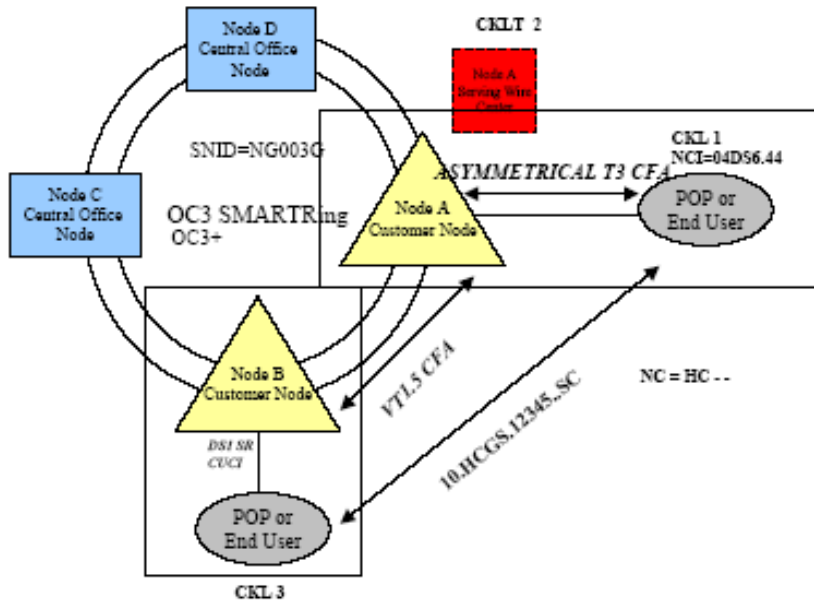 Node D
Central Office
Node
CKLT 2
Node A
Serving Wire
Center
CKL 1
NCI=04DS6.44
SNID=NG003G
ASYMMETRICAL T3 CFA
Node C
Central Office
Node
OC3 SMARTRing
OC3+
Node A
Customer Node
POP or
End User
Node B
Customer Node
VT1.5 CFA
NC = HC - -
10.HCGS.12345,,SC
DS1 SR
CUCI
POP or
End User
CKL 3